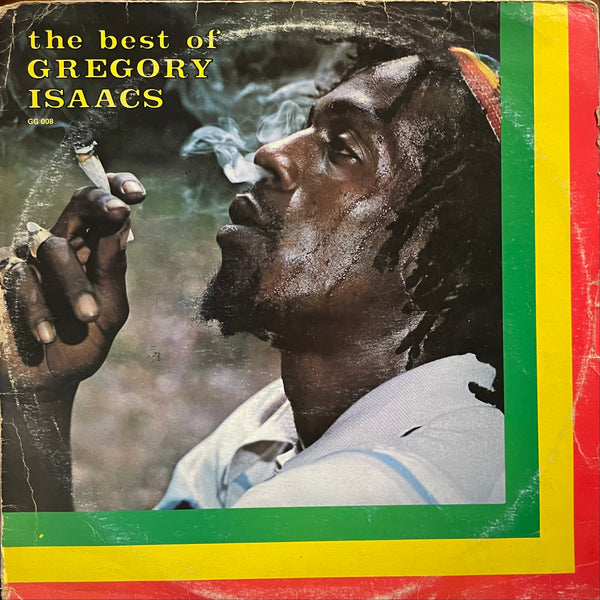 the best of
GREGORY
ISAACS
GG 008